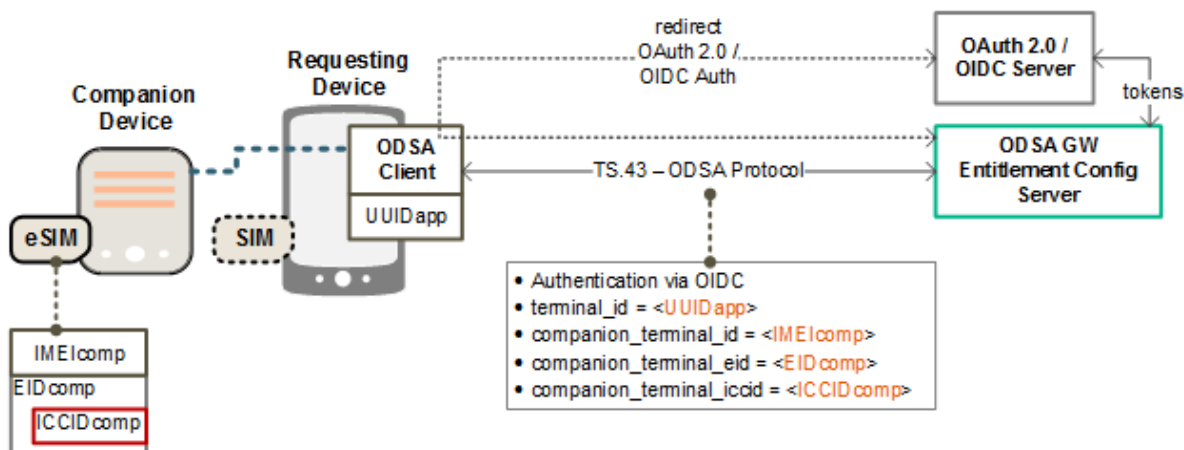 redirect
OAuth 2.0 /
OIDC Auth
OAuth 2.0 /
OIDC Server
tokens
Requesting
Device
Companion
Device
ODSA
Client
UUIDapp
TS.43 – ODSA Protocol
ODSA GW
Entitlement Config
Server
eSIM
SIM
• Authentication via OIDC
• terminal_id = <UUIDapp>
• companion_terminal_id = <IMEIcomp>
• companion_terminal_eid = <EIDcomp>
• companion_terminal_iccid = <ICCIDcomp>
IMEIcomp
EIDcomp
ICCIDcomp